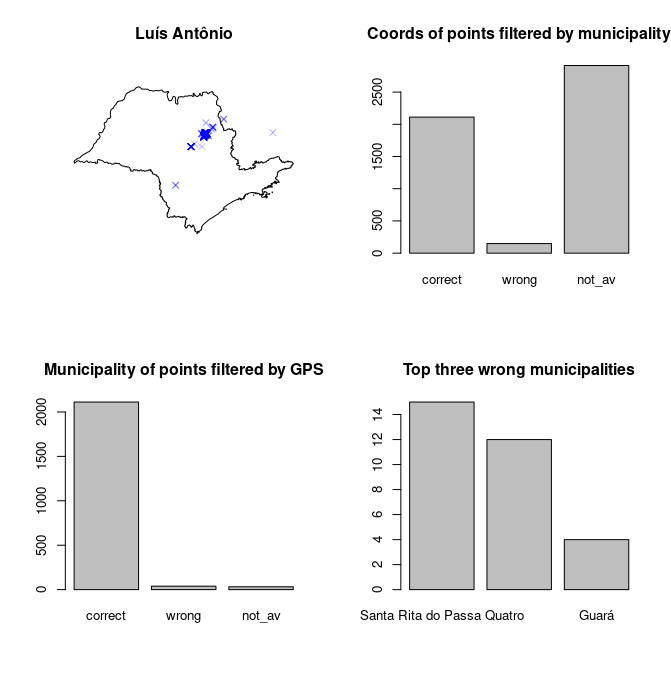 Luís Antônio
Coords of points filtered by municipality
2500
1500
500
0
correct wrong not_av
Municipality of points filtered by GPS
2000
1500
1000
500
0
correct wrong not_av
Top three wrong municipalities
14
12
10
8
6
4
2
0
Santa Rita do Passa Quatro Guará